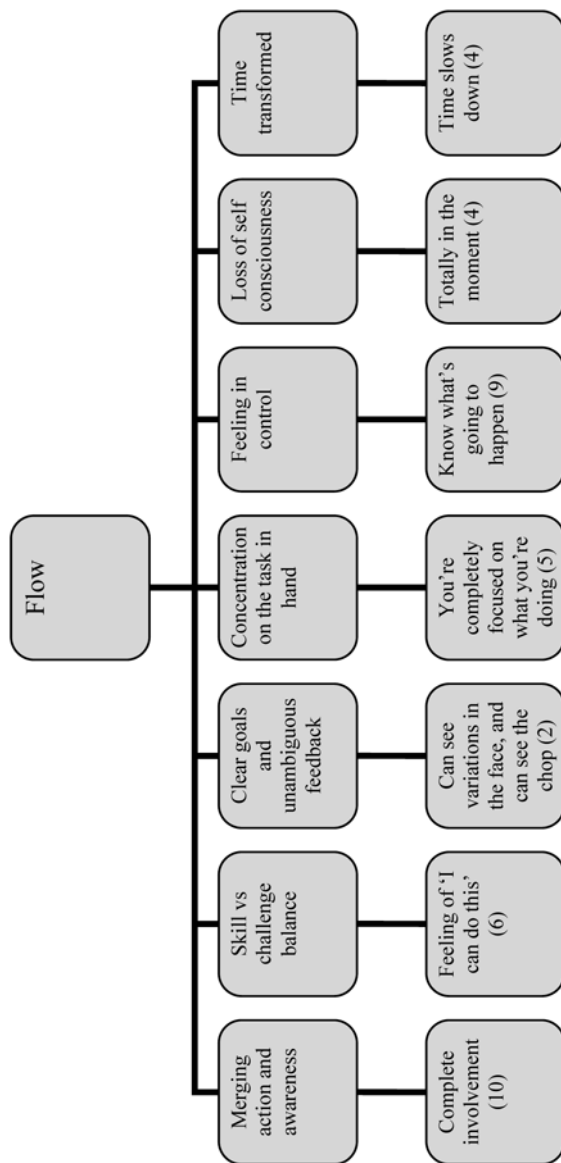 Flow
Merging
action and
awareness
Skill vs
challenge
balance
Clear goals
and
unambiguous
feedback
Concentration
on the task in
hand
Feeling in
control
Loss of self
consciousness
Time
transformed
Complete
involvement
(10)
Feeling of ‘I
can do this’
(6)
Can see
variations in
the face, and
can see the
chop (2)
You’re
completely
focused on
what you’re
doing (5)
Know what’s
going to
happen (9)
Totally in the
moment (4)
Time slows
down (4)